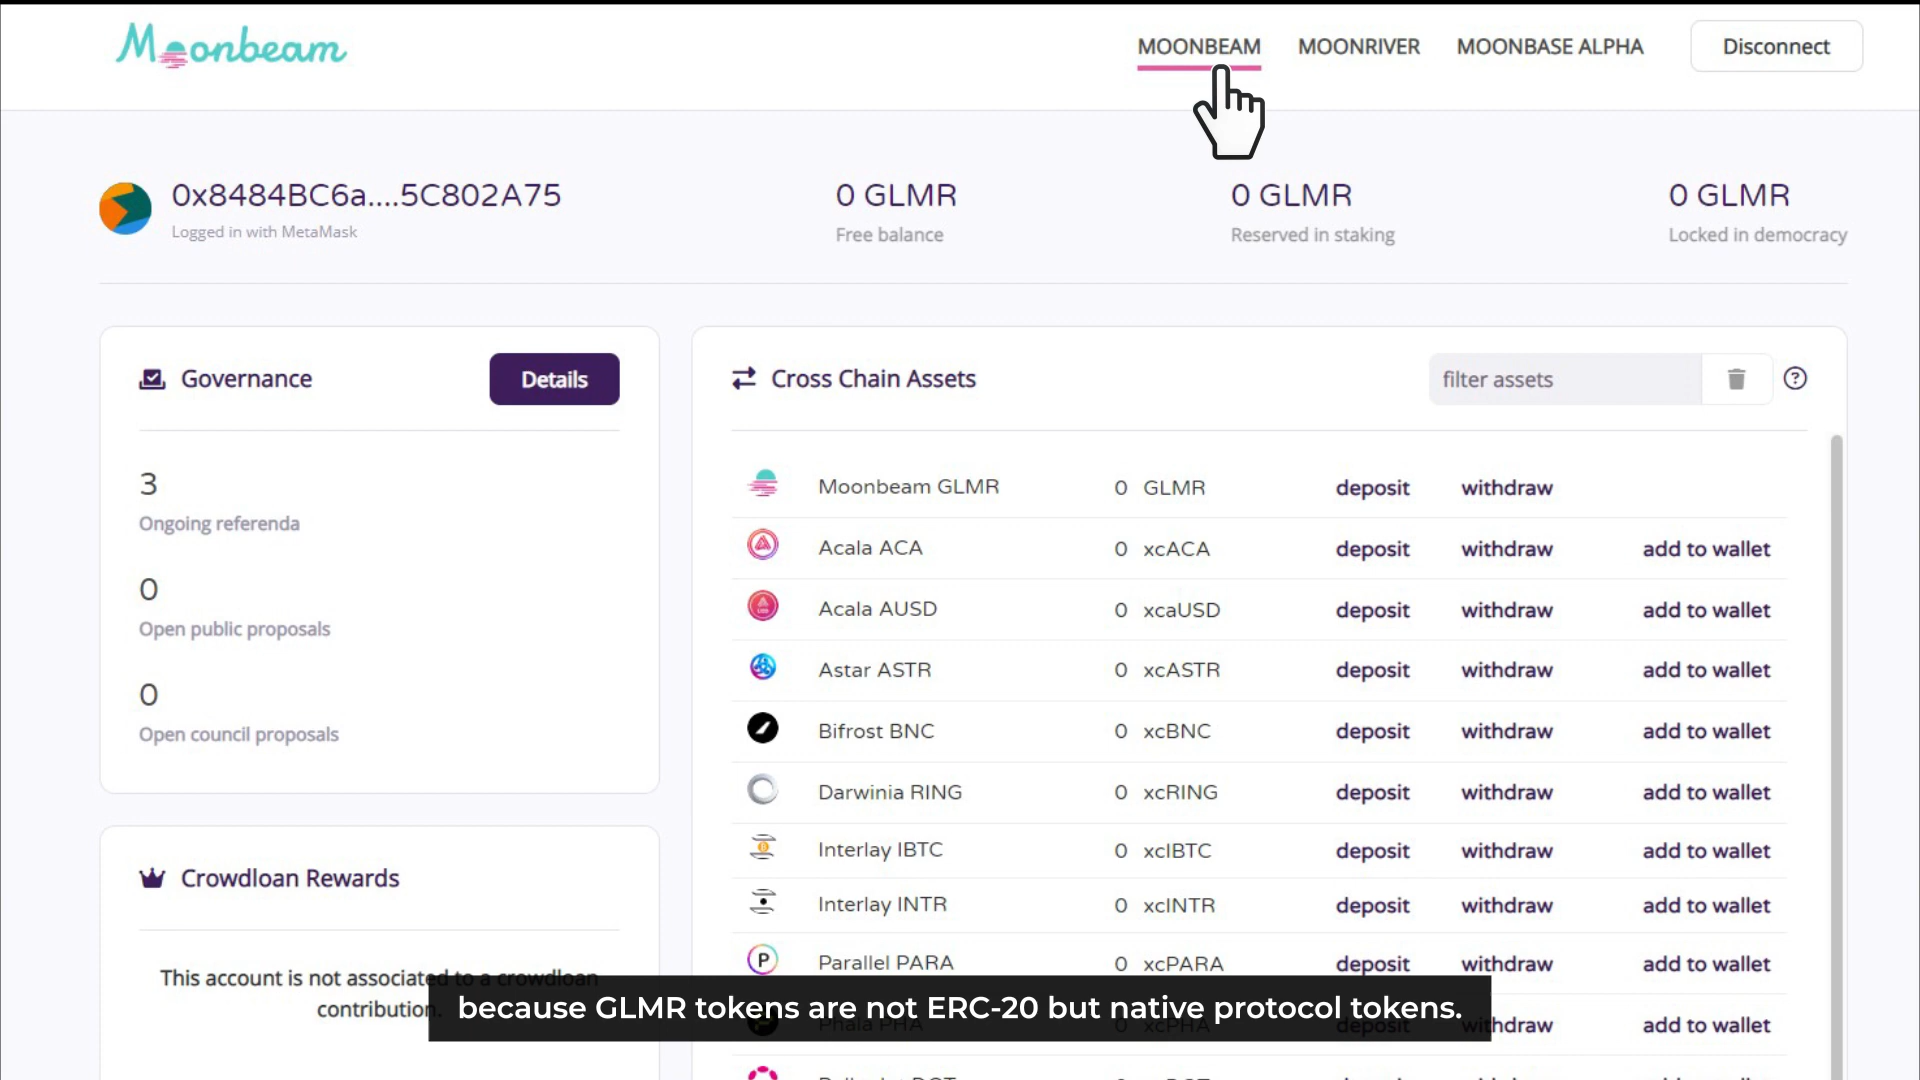 Moonbeam
MOONBEAM MOONRIVER MOONBASE ALPHA Disconnect
0x8484BC6a....5C802A75
Logged in with MetaMask
0 GLMR
Free balance
0 GLMR
Reserved in staking
0 GLMR
Locked in democracy
Governance Details
3
Ongoing referenda
0
Open public proposals
0
Open council proposals
Crowdloan Rewards
This account is not associated to a crowdloan
contribution.
Cross Chain Assets filter assets
Moonbeam GLMR 0 GLMR deposit withdraw
Acala ACA 0 xcACA deposit withdraw add to wallet
Acala AUSD 0 xcaUSD deposit withdraw add to wallet
Astar ASTR 0 xcASTR deposit withdraw add to wallet
Bifrost BNC 0 xcBNC deposit withdraw add to wallet
Darwinia RING 0 xcRING deposit withdraw add to wallet
Interlay IBTC 0 xcIBTC deposit withdraw add to wallet
Interlay INTR 0 xcINTR deposit withdraw add to wallet
Parallel PARA 0 xcPARA deposit withdraw add to wallet
Phala PHA 0 xcPHA deposit withdraw add to wallet
because GLMR tokens are not ERC-20 but native protocol tokens.